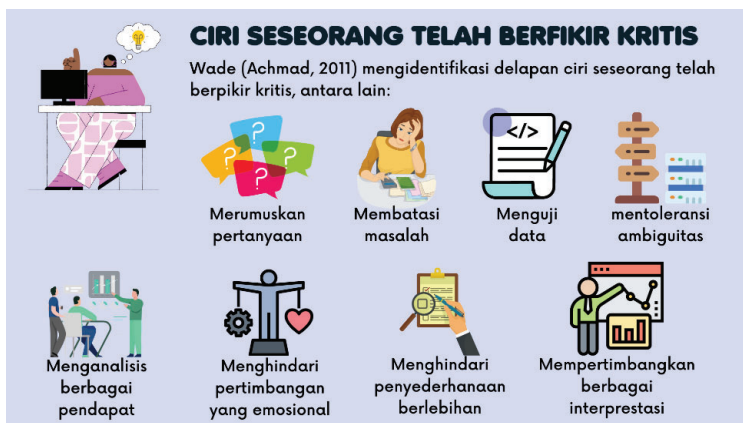 CIRI SESEORANG TELAH BERFIKIR KRITIS
Wade (Achmad, 2011) mengidentifikasi delapan ciri seseorang telah
berpikir kritis, antara lain:
? ? ? ?
</>
Merumuskan
pertanyaan
Membatasi
masalah
Menguji
data
mentoleransi
ambiguitas
Menganalisis
berbagai
pendapat
Menghindari
pertimbangan
yang emosional
Menghindari
penyederhanaan
berlebihan
Mempertimbangkan
berbagai
interprestasi